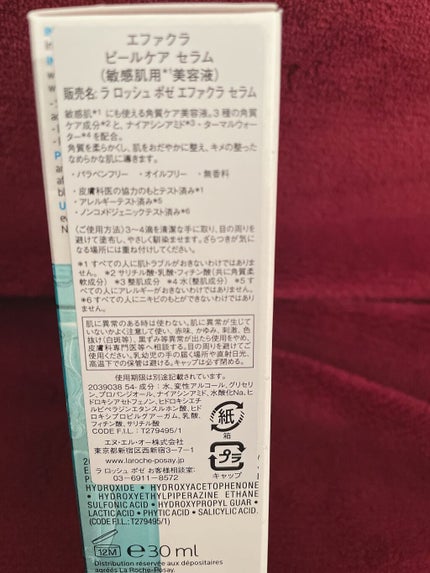 エファクラ
ピールケア セラム
(敏感肌用*¹美容液)
販売名: ラ ロッシュ ポゼ エファクラ セラム
敏感肌*¹ にも使える角質ケア美容液。3種の角質
ケア成分*²と、ナイアシンアミド*³・ターマルウォー
ター*⁴を配合。
角質を柔らかくし、肌をおだやかに整え、キメの整った
なめらかな肌に導きます。
・パラベンフリー ・オイルフリー ・無香料
・皮膚科医の協力のもとテスト済み*¹
・アレルギーテスト済み*⁵
・ノンコメドジェニックテスト済み*⁶
〈ご使用方法〉3〜4滴を清潔な手に取り、目の周りを
避けて塗布し、やさしく馴染ませます。ざらつきが気に
なる場所には重ね付けしてください。
*1 すべての人に肌トラブルがおきないわけではありま
せん。 *2 サリチル酸・乳酸・フィチン酸(共に角質柔
軟成分) *3 整肌成分 *4 水(整肌成分) *5 す
べての人にアレルギーがおきないわけではありません。
*6 すべての人にニキビのもとができないわけではあり
ません。
肌に異常のある時は使わない。肌に異常が生じて
いないかよく注意して使い、赤味、かゆみ、刺激、色
抜け(白斑等)、黒ずみ等異常が出たら使用をやめ、
皮膚科専門医等へ相談する。目の周りを避けてご
使用ください。乳幼児の手の届く場所や直射日光、
高温下での保管は避ける。キャップは必ず閉める。
使用期限は別途記載されています。
2039038 54- 成分: 水、変性アルコール、グリセリ
ン、プロパンジオール、ナイアシンアミド、水酸化Na、ヒ
ドロキシアセトフェノン、ヒドロキシエチ
ルピペラジンエタンスルホン酸、ヒド
ロキシプロピルグアーガム、乳酸、
フィチン酸、サリチル酸
CODE F.I.L. : T279495/1)
エヌ・エル・オー株式会社
東京都新宿区西新宿3-7-1
www.laroche-posay.jp
ラ ロッシュ ポゼ お客様相談室:
03-6911-8572
紙
箱
プラ
キャップ
HYDROXIDE • HYDROXYACETOPHENONE
• HYDROXYETHYLPIPERAZINE ETHANE
SULFONIC ACID • HYDROXYPROPYL GUAR •
LACTIC ACID • PHYTIC ACID • SALICYLIC ACID.
(CODE F.I.L. : T279495/1)
12M
℮ 30 ml
Distribution réservée aux dépositaires
agréés La Roche-Posay.